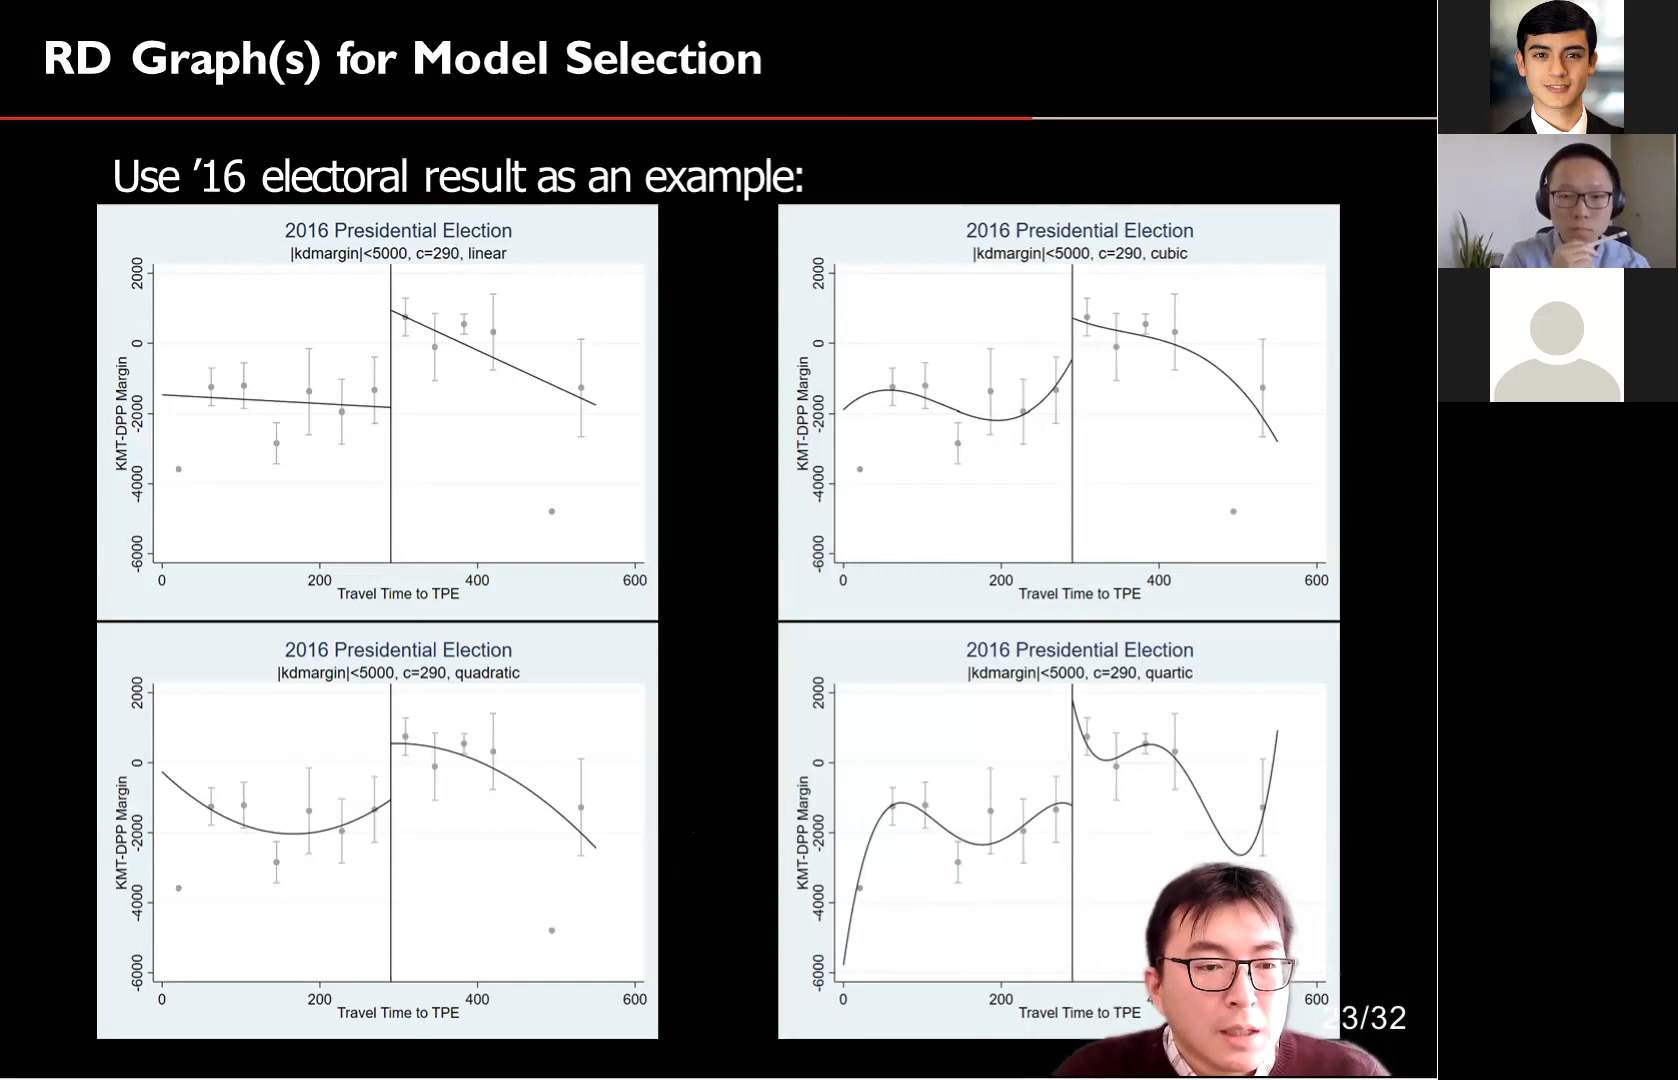 RD Graph(s) for Model Selection
Use ’16 electoral result as an example:
2016 Presidential Election
|kdmargin|<5000, c=290, linear
KMT-DPP Margin
2000
0
-2000
-4000
-6000
0 200 400 600
Travel Time to TPE
2016 Presidential Election
|kdmargin|<5000, c=290, cubic
KMT-DPP Margin
2000
0
-2000
-4000
-6000
0 200 400 600
Travel Time to TPE
2016 Presidential Election
|kdmargin|<5000, c=290, quadratic
KMT-DPP Margin
2000
0
-2000
-4000
-6000
0 200 400 600
Travel Time to TPE
2016 Presidential Election
|kdmargin|<5000, c=290, quartic
KMT-DPP Margin
2000
0
-2000
-4000
-6000
0 200 600
Travel Time to TPE
23/32